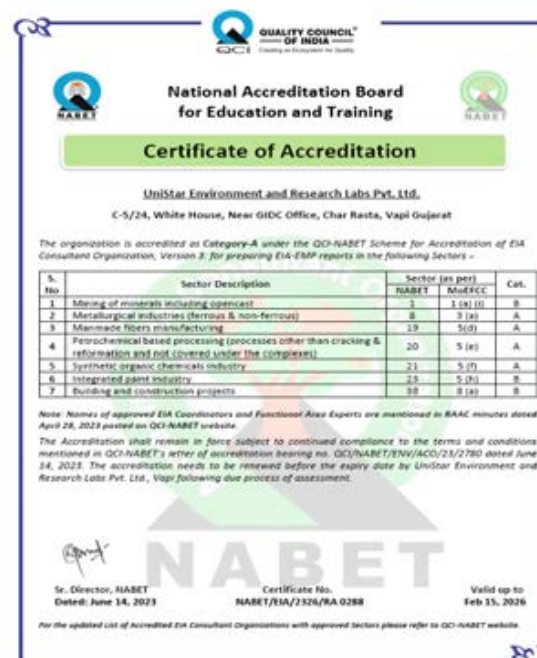 QUALITY COUNCIL
OF INDIA
QCI
Creating an Ecosystem for Quality
NABET
National Accreditation Board
for Education and Training
NABET
Certificate of Accreditation
UniStar Environment and Research Labs Pvt. Ltd.
C-5/24, White House, Near GIDC Office, Char Rasta, Vapi Gujarat
The organization is accredited as Category-A under the QCI-NABET Scheme for Accreditation of EIA
Consultant Organization, Version 3: for preparing EIA-EMP reports in the following Sectors –
S. No Sector Description Sector (as per) Cat.
NABET MoEFCC
1 Mining of minerals including opencast 1 1 (a) (i) B
2 Metallurgical industries (ferrous & non-ferrous) 8 3 (a) A
3 Manmade fibers manufacturing 19 5(d) A
4 Petrochemical based processing (processes other than cracking &
reformation and not covered under the complexes) 20 5 (e) A
5 Synthetic organic chemicals industry 21 5 (f) A
6 Integrated paint industry 23 5 (h) B
7 Building and construction projects 38 8 (a) B
Note: Names of approved EIA Coordinators and Functional Area Experts are mentioned in RAAC minutes dated
April 28, 2023 posted on QCI-NABET website.
The Accreditation shall remain in force subject to continued compliance to the terms and conditions
mentioned in QCI-NABET's letter of accreditation bearing no. QCI/NABET/ENV/ACO/23/2780 dated June
14, 2023. The accreditation needs to be renewed before the expiry date by UniStar Environment and
Research Labs Pvt. Ltd., Vapi following due process of assessment.
NABET
Sr. Director, NABET
Dated: June 14, 2023
Certificate No.
NABET/EIA/2326/RA 0288
Valid up to
Feb 15, 2026
For the updated List of Accredited EIA Consultant Organizations with approved Sectors please refer to QCI-NABET website.